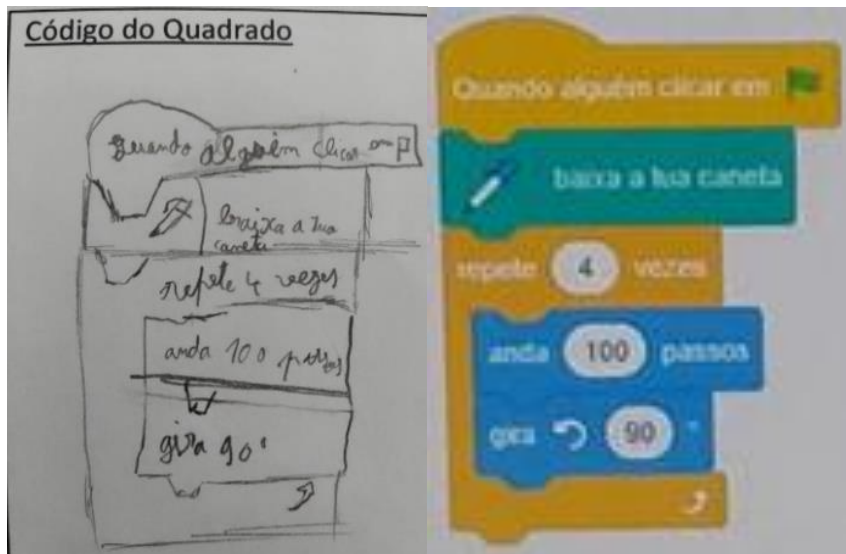 Código do Quadrado
Quando alguém clicar em
baixa a tua
caneta
repete 4 vezes
anda 100 passos
gira 90°
Quando alguém clicar em
baixa a tua caneta
repete 4 vezes
anda 100 passos
gira 90 °